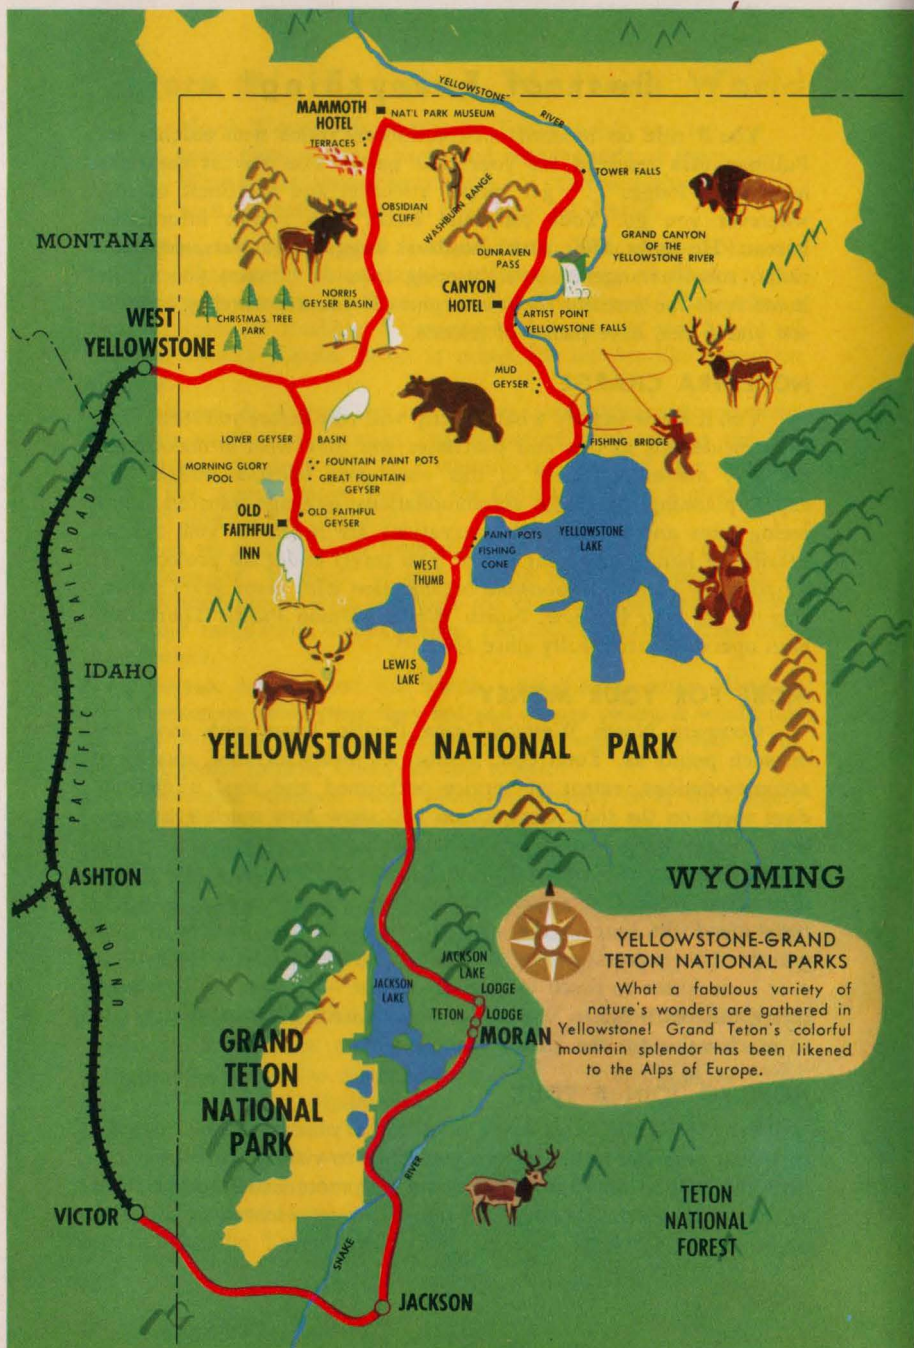 YELLOWSTONE RIVER
MAMMOTH
HOTEL
NAT'L PARK MUSEUM
TERRACES
TOWER FALLS
OBSIDIAN
CLIFF
WASHBURN RANGE
GRAND CANYON
OF THE
YELLOWSTONE RIVER
MONTANA
DUNRAVEN
PASS
NORRIS
GEYSER BASIN
CANYON
HOTEL
CHRISTMAS TREE
PARK
ARTIST POINT
YELLOWSTONE FALLS
WEST
YELLOWSTONE
MUD
GEYSER
LOWER GEYSER BASIN
FISHING BRIDGE
MORNING GLORY
POOL
FOUNTAIN PAINT POTS
GREAT FOUNTAIN
GEYSER
OLD
FAITHFUL
INN
OLD FAITHFUL
GEYSER
PAINT POTS
FISHING
CONE
YELLOWSTONE
LAKE
WEST
THUMB
LEWIS
LAKE
IDAHO
YELLOWSTONE NATIONAL PARK
UNION PACIFIC RAILROAD
ASHTON
WYOMING
YELLOWSTONE-GRAND
TETON NATIONAL PARKS
What a fabulous variety of
nature's wonders are gathered in
Yellowstone! Grand Teton's colorful
mountain splendor has been likened
to the Alps of Europe.
JACKSON
LAKE
LODGE
JACKSON
LAKE
TETON LODGE
MORAN
GRAND
TETON
NATIONAL
PARK
SNAKE RIVER
TETON
NATIONAL
FOREST
VICTOR
JACKSON